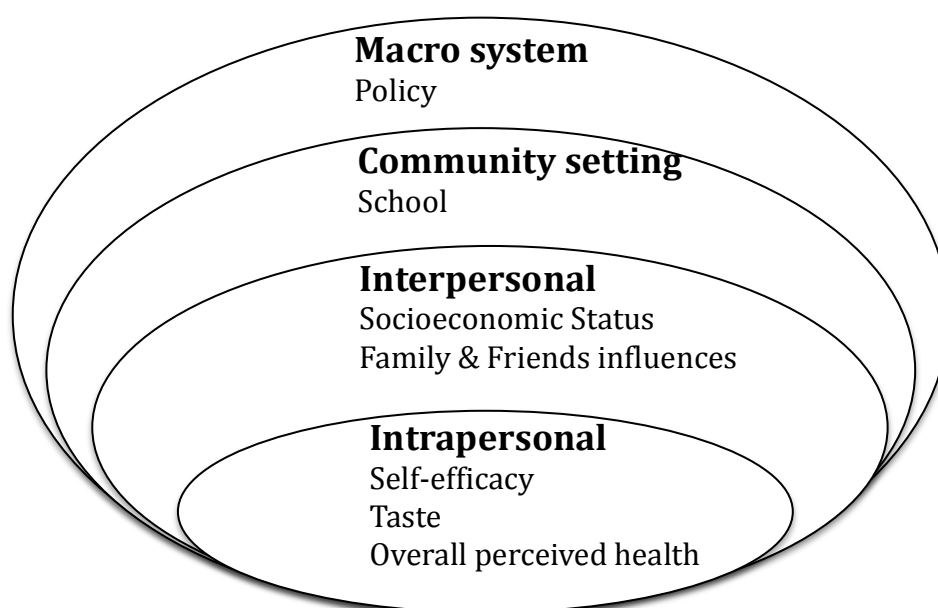 Macro system
Policy
Community setting
School
Interpersonal
Socioeconomic Status
Family & Friends influences
Intrapersonal
Self-efficacy
Taste
Overall perceived health